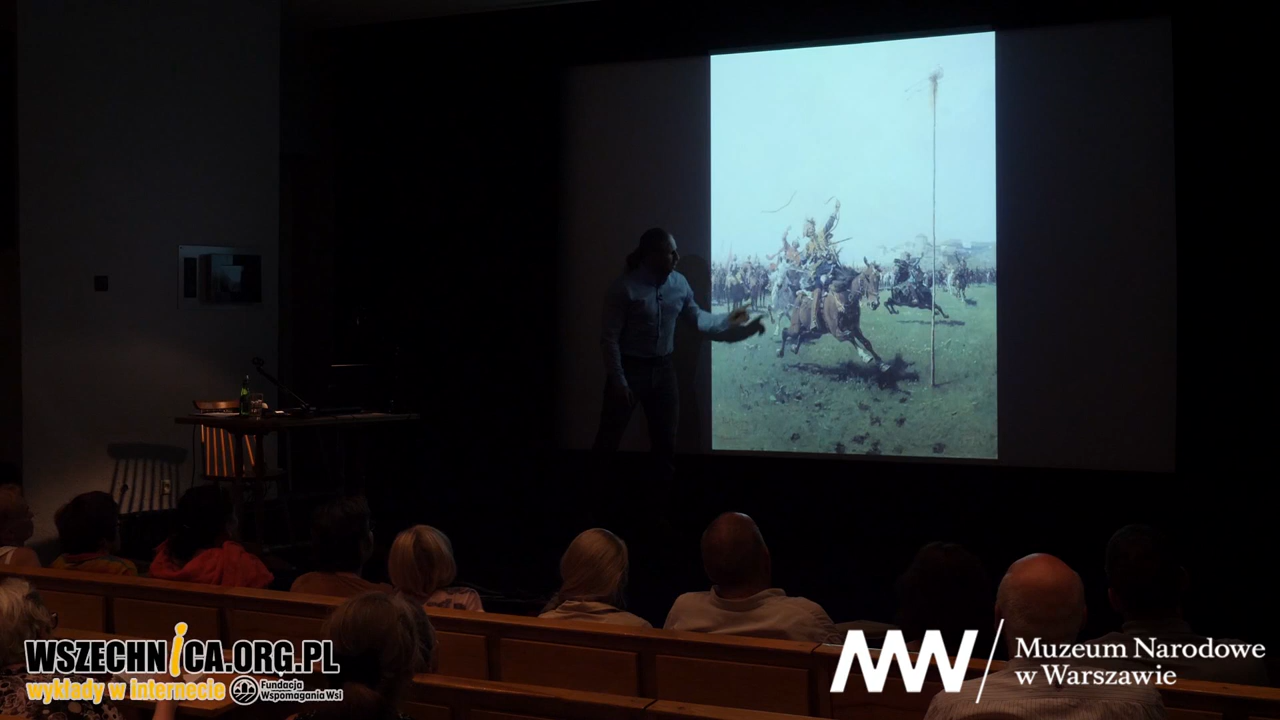 WSZECHNiCA.ORG.PL
wykłady w Internecie
Fundacja
Wspomagania Wsi
Muzeum Narodowe
w Warszawie